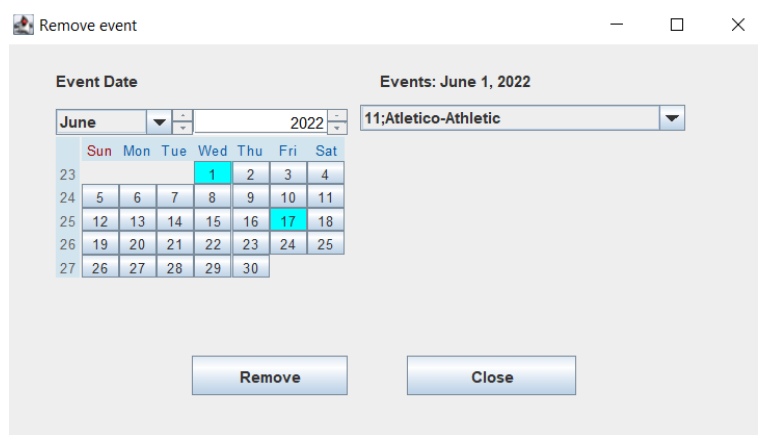 Remove event
Event Date
Events: June 1, 2022
June 2022
11;Atletico-Athletic
Sun Mon Tue Wed Thu Fri Sat
23 1 2 3 4
24 5 6 7 8 9 10 11
25 12 13 14 15 16 17 18
26 19 20 21 22 23 24 25
27 26 27 28 29 30
Remove
Close